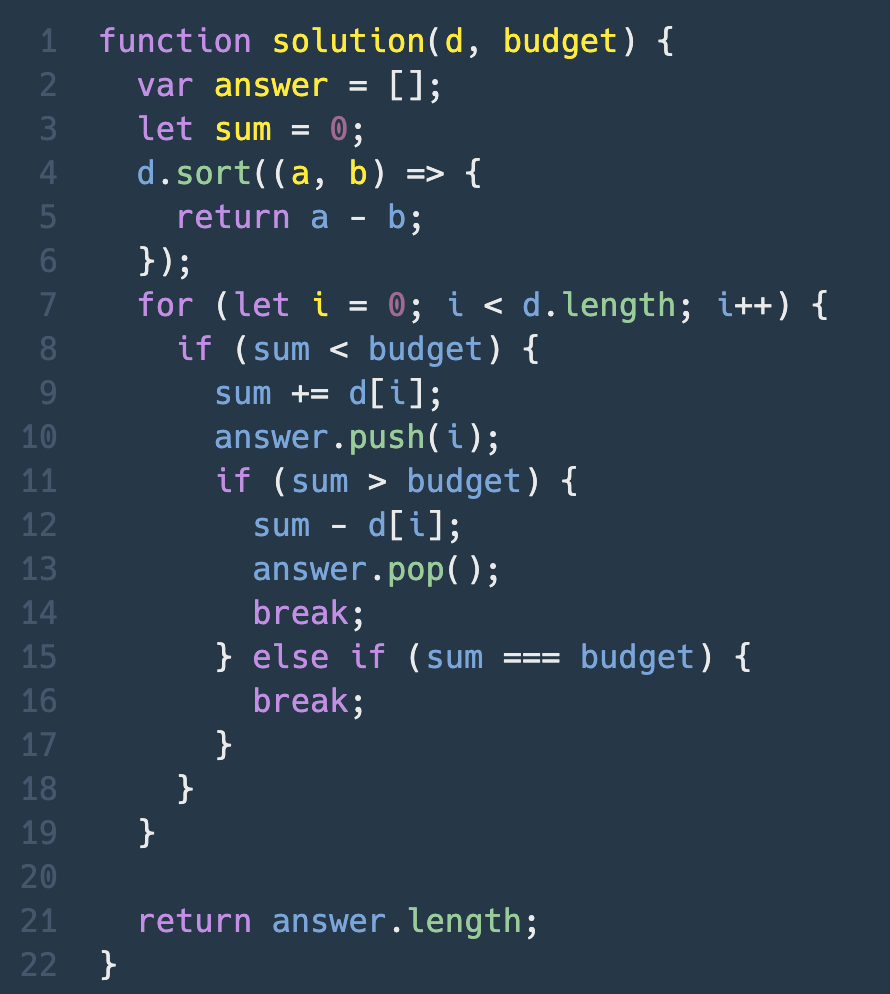 1 function solution(d, budget) {
2 var answer = [];
3 let sum = 0;
4 d.sort((a, b) => {
5 return a - b;
6 });
7 for (let i = 0; i < d.length; i++) {
8 if (sum < budget) {
9 sum += d[i];
10 answer.push(i);
11 if (sum > budget) {
12 sum - d[i];
13 answer.pop();
14 break;
15 } else if (sum === budget) {
16 break;
17 }
18 }
19 }
20
21 return answer.length;
22 }